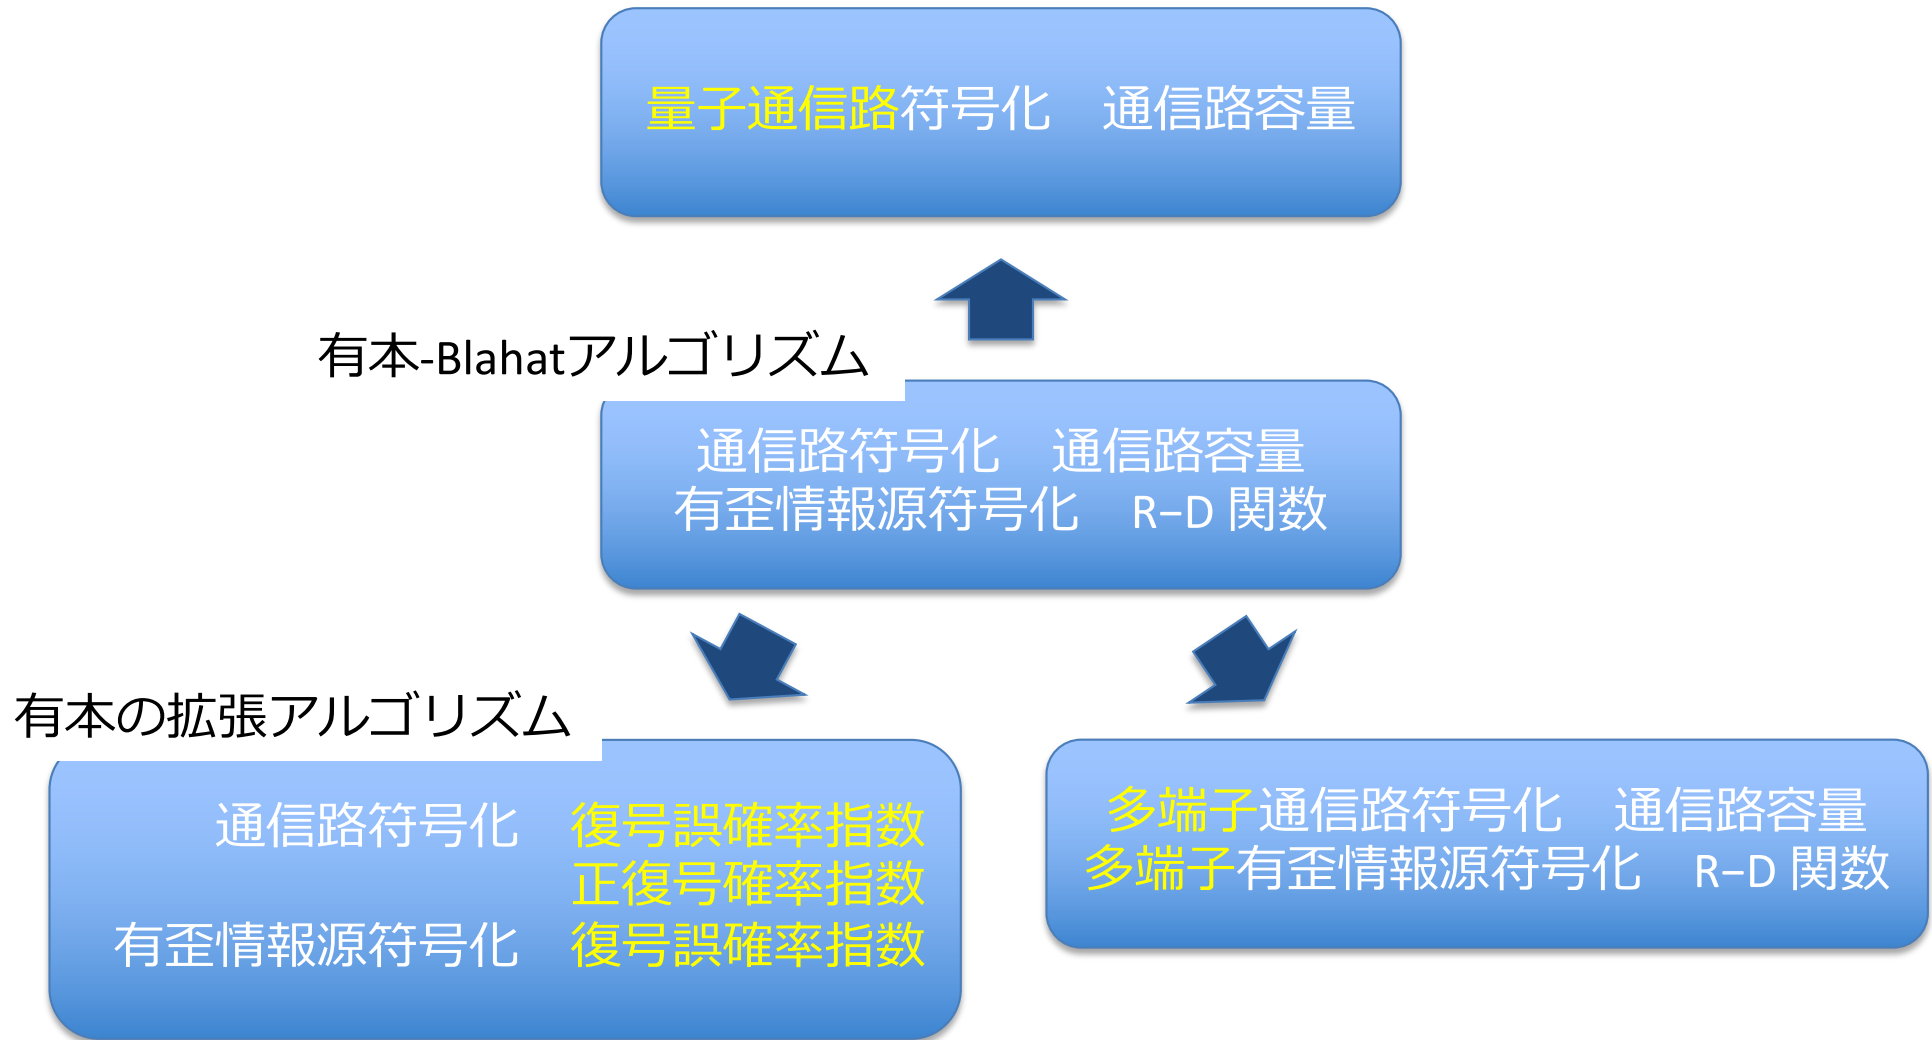 量子通信路符号化　通信路容量
有本-Blahatアルゴリズム
通信路符号化　通信路容量
有歪情報源符号化　R−D 関数
有本の拡張アルゴリズム
通信路符号化　復号誤確率指数
正復号確率指数
有歪情報源符号化　復号誤確率指数
多端子通信路符号化　通信路容量
多端子有歪情報源符号化　R−D 関数